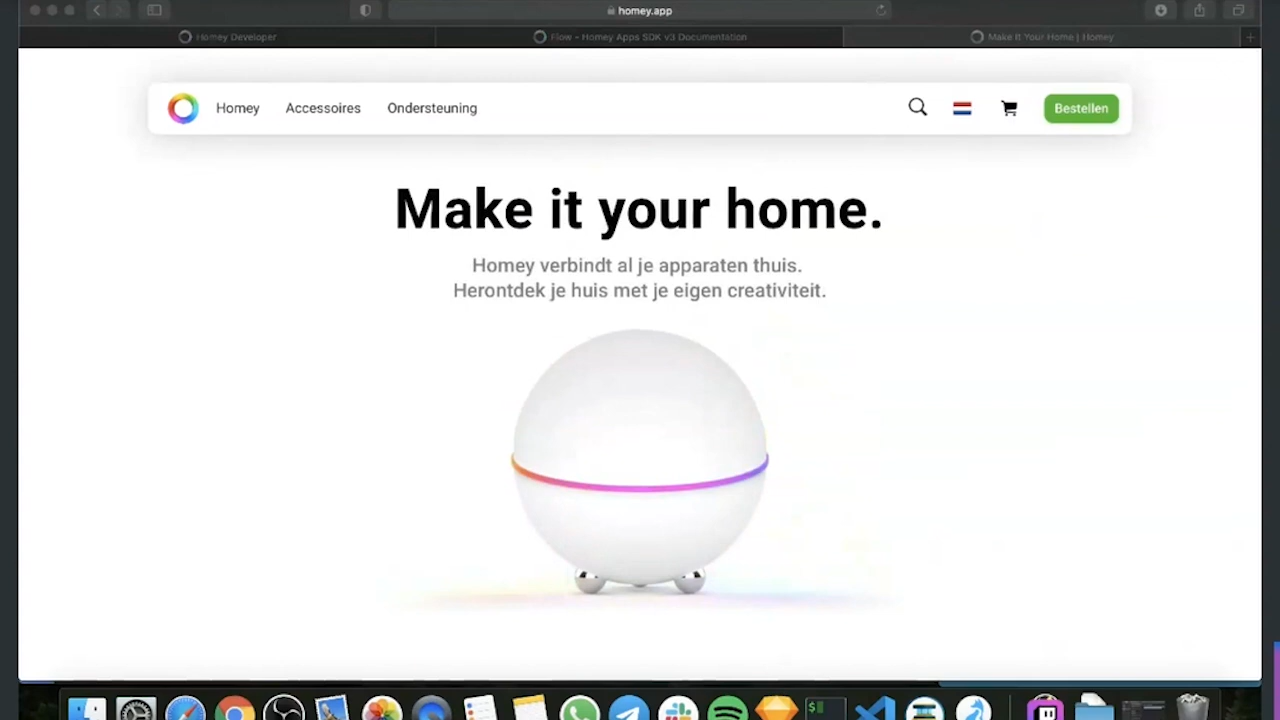 homey.app
Homey Developer
Flow - Homey Apps SDK v3 Documentation
Make It Your Home | Homey
Homey
Accessoires
Ondersteuning
Bestellen
Make it your home.
Homey verbindt al je apparaten thuis.
Herontdek je huis met je eigen creativiteit.